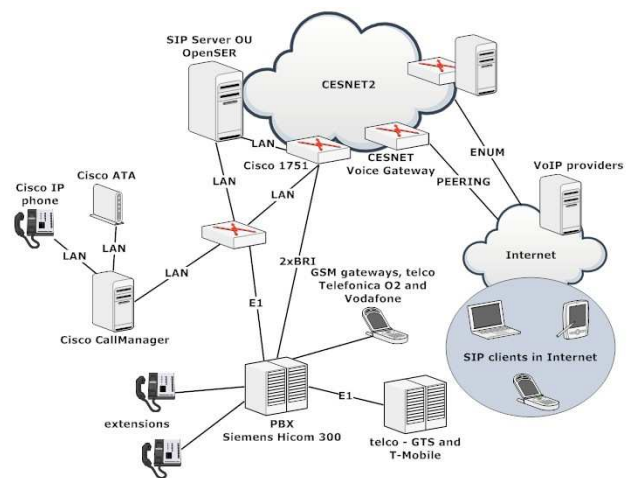 SIP Server OU
OpenSER
CESNET2
LAN
Cisco 1751
CESNET
Voice Gateway
ENUM
PEERING
VoIP providers
Cisco IP
phone
Cisco ATA
LAN
LAN
LAN
LAN
LAN
Internet
2xBRI
GSM gateways, telco
Telefonica O2 and
Vodafone
E1
Cisco CallManager
SIP clients in Internet
extensions
E1
PBX
Siemens Hicom 300
telco - GTS and
T-Mobile